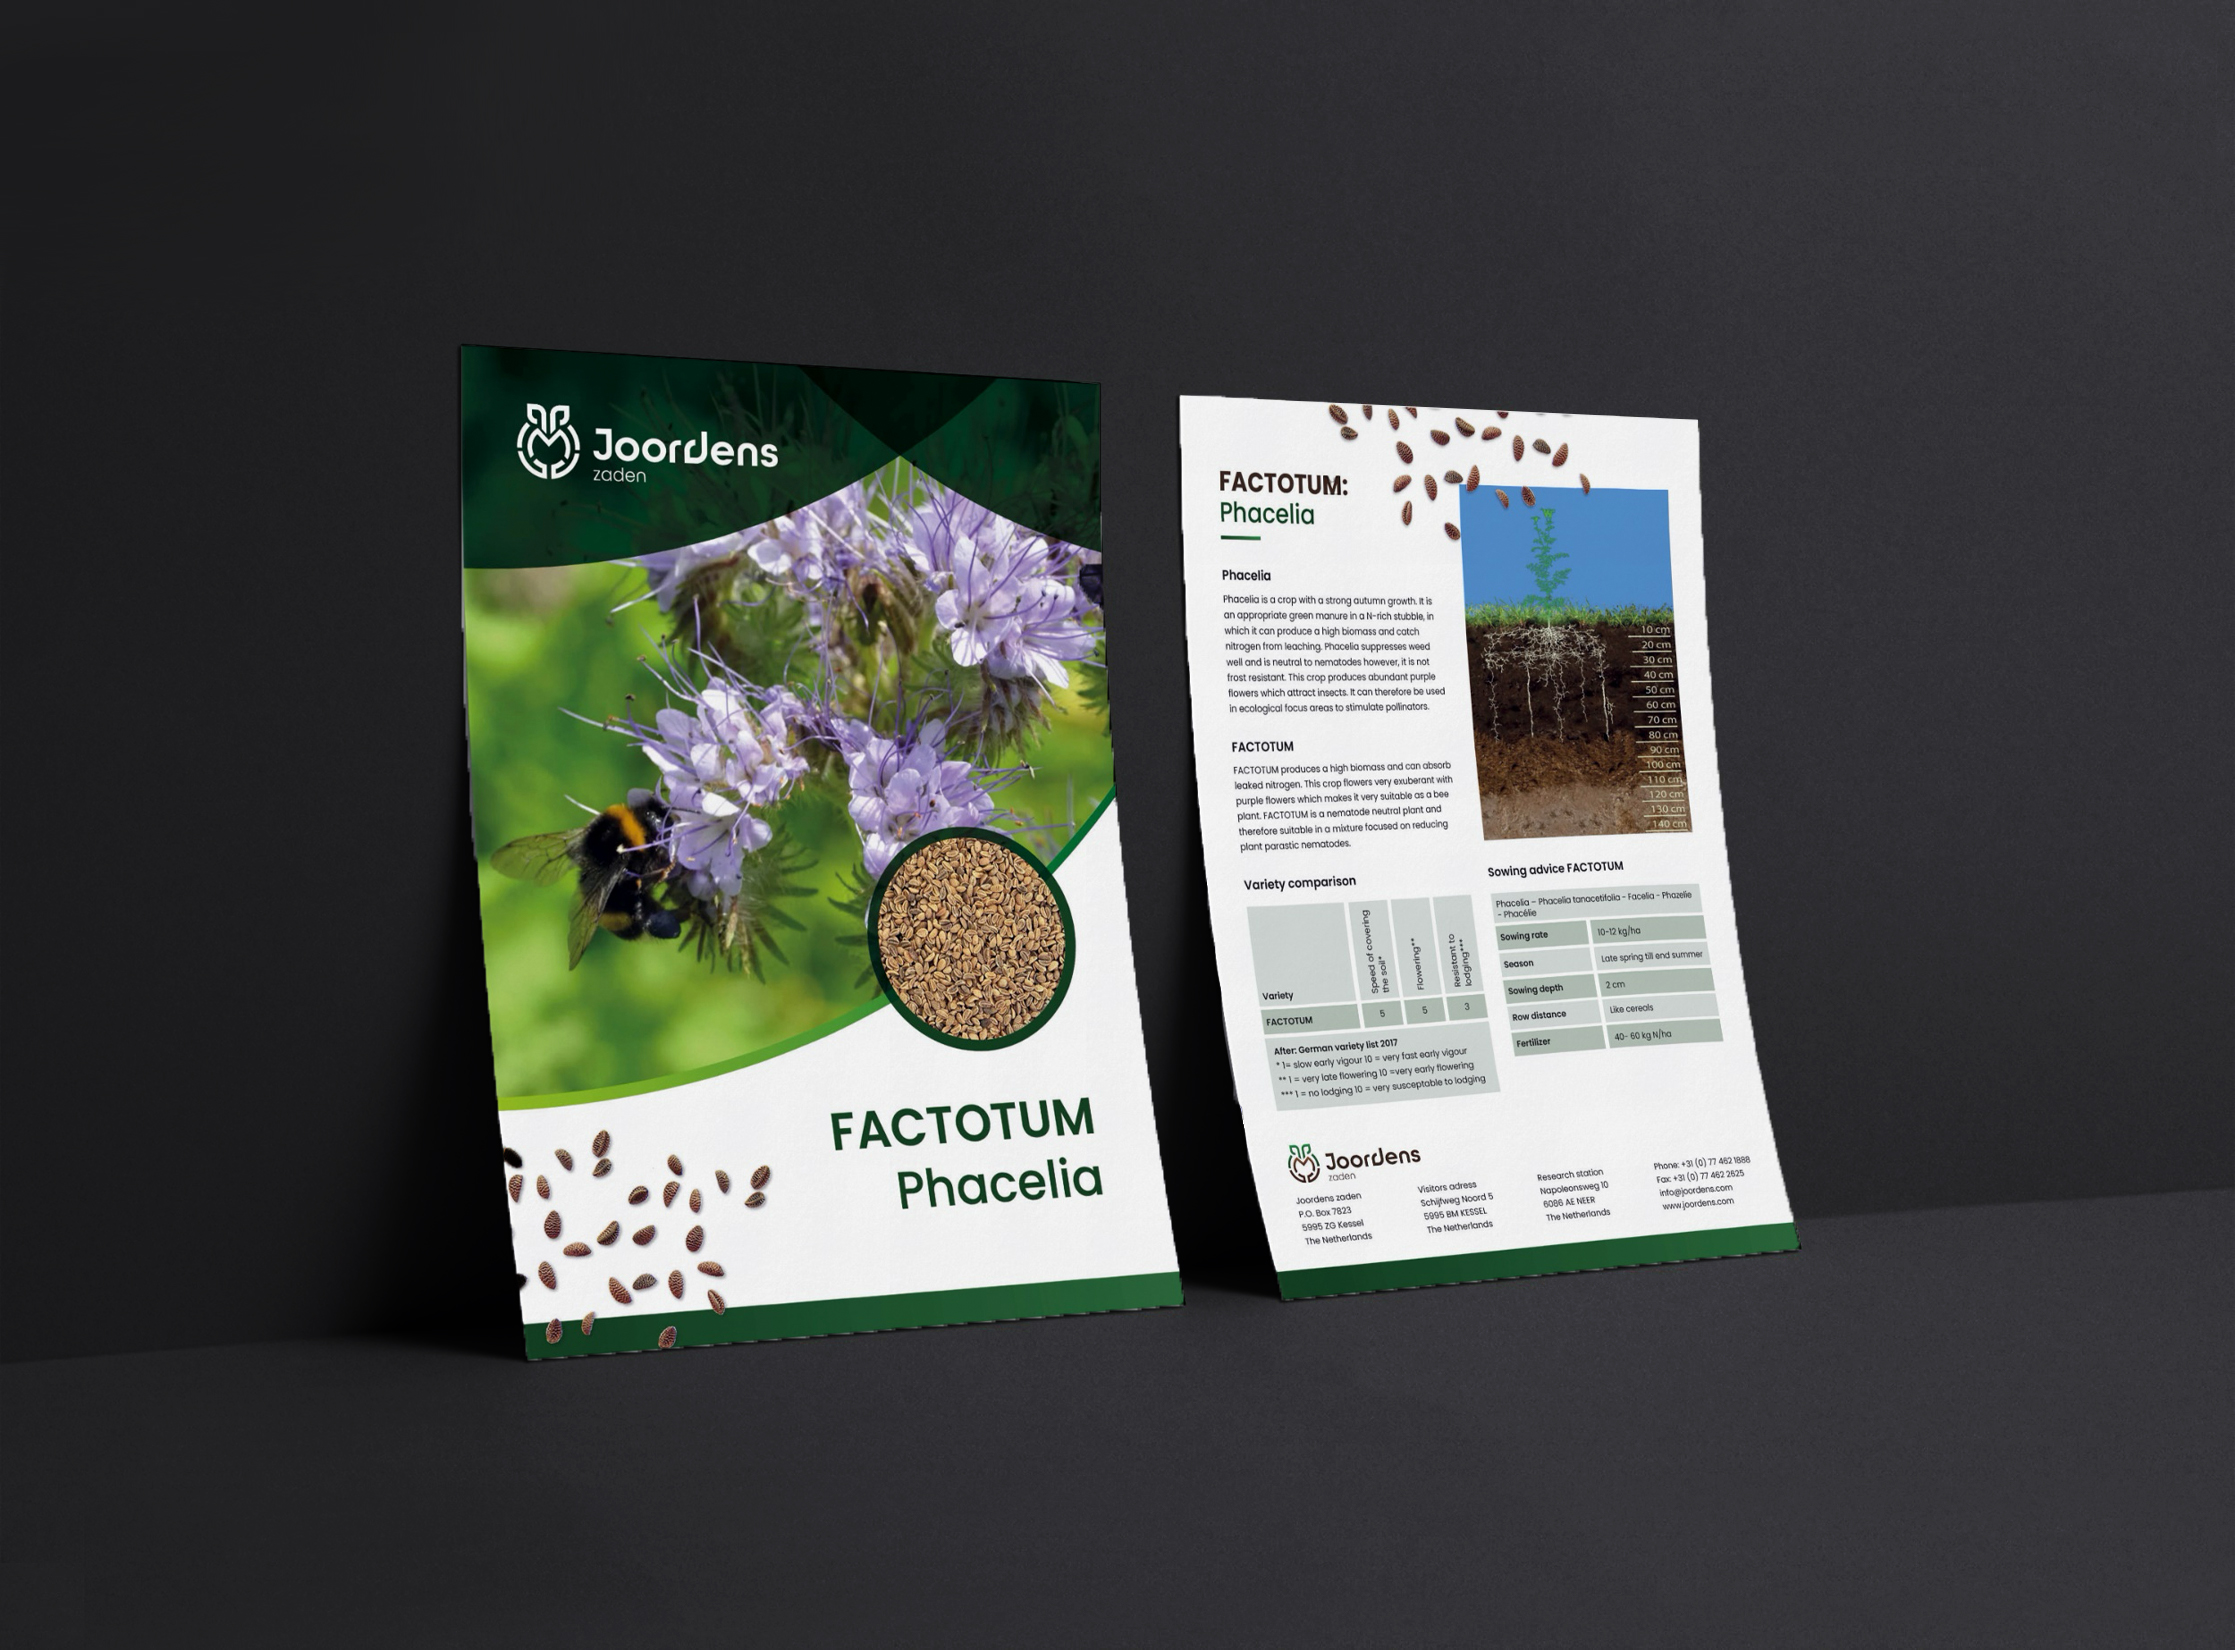 Joordens
zaden
FACTOTUM
Phacelia
FACTOTUM:
Phacelia
Phacelia
Phacelia is a crop with a strong autumn growth. It is
an appropriate green manure in a N-rich stubble, in
which it can produce a high biomass and catch
nitrogen from leaching. Phacelia suppresses weed
well and is neutral to nematodes however, it is not
frost resistant. This crop produces abundant purple
flowers which attract insects. It can therefore be used
in ecological focus areas to stimulate pollinators.
FACTOTUM
FACTOTUM produces a high biomass and can absorb
leaked nitrogen. This crop flowers very exuberant with
purple flowers which makes it very suitable as a bee
plant. FACTOTUM is a nematode neutral plant and
therefore suitable in a mixture focused on reducing
plant parastic nematodes.
10 cm
20 cm
30 cm
40 cm
50 cm
60 cm
70 cm
80 cm
90 cm
100 cm
110 cm
120 cm
130 cm
140 cm
Variety comparison
Variety
Speed of covering
the soil*
Flowering**
Resistant to
lodging***
FACTOTUM 5 5 3
After: German variety list 2017
* 1= slow early vigour 10 = very fast early vigour
** 1 = very late flowering 10 =very early flowering
*** 1 = no lodging 10 = very susceptable to lodging
Sowing advice FACTOTUM
Phacelia – Phacelia tanacetifolia - Facelia - Phazelie
- Phacélie
Sowing rate 10-12 kg/ha
Season Late spring till end summer
Sowing depth 2 cm
Row distance Like cereals
Fertilizer 40- 60 kg N/ha
Joordens
zaden
Joordens zaden
P.O. Box 7823
5995 ZG Kessel
The Netherlands
Visitors adress
Schijfweg Noord 5
5995 BM KESSEL
The Netherlands
Research station
Napoleonsweg 10
6086 AE NEER
The Netherlands
Phone: +31 (0) 77 462 1888
Fax: +31 (0) 77 462 2625
info@joordens.com
www.joordens.com